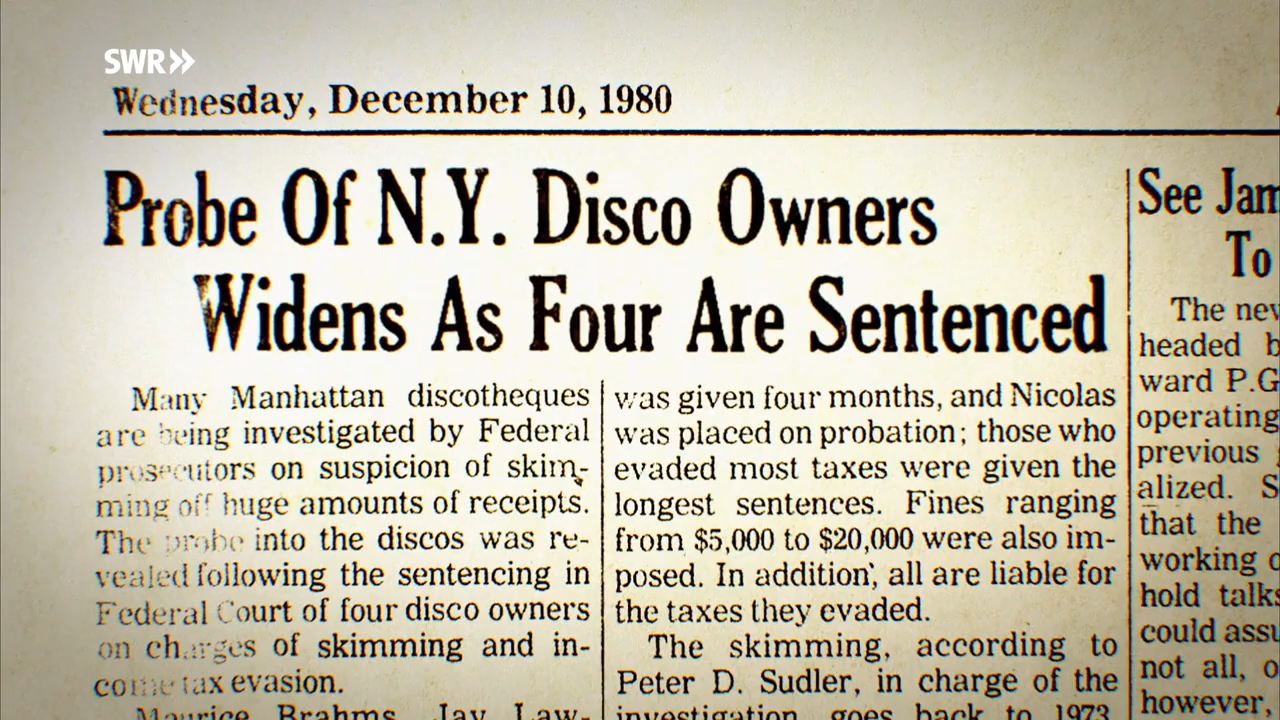 SWR
Wednesday, December 10, 1980
Probe Of N.Y. Disco Owners
Widens As Four Are Sentenced
Many Manhattan discotheques
are being investigated by Federal
prosecutors on suspicion of skim-
ming off huge amounts of receipts.
The probe into the discos was re-
vealed following the sentencing in
Federal Court of four disco owners
on charges of skimming and in-
come tax evasion.
Maurice Brahms, Jay Law-
was given four months, and Nicolas
was placed on probation; those who
evaded most taxes were given the
longest sentences. Fines ranging
from $5,000 to $20,000 were also im-
posed. In addition, all are liable for
the taxes they evaded.
The skimming, according to
Peter D. Sudler, in charge of the
investigation, goes back to 1973
See Jam
To
The new
headed b
ward P.G
operating
previous
alized. S
that the
working
hold talks
could assu
not all, o
however,